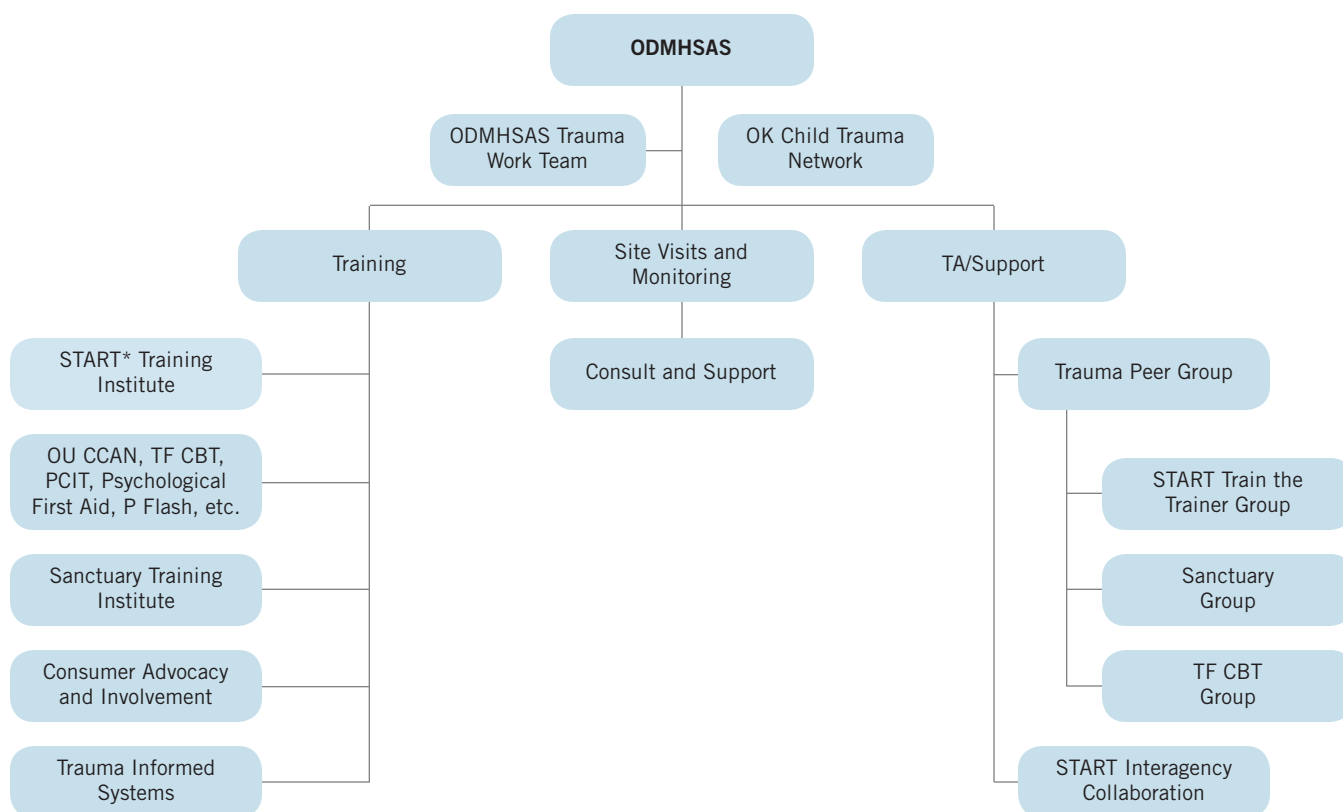 ODMHSAS
ODMHSAS Trauma
Work Team
OK Child Trauma
Network
Training
Site Visits and
Monitoring
TA/Support
START* Training
Institute
OU CCAN, TF CBT,
PCIT, Psychological
First Aid, P Flash, etc.
Sanctuary Training
Institute
Consumer Advocacy
and Involvement
Trauma Informed
Systems
Consult and Support
Trauma Peer Group
START Train the
Trainer Group
Sanctuary
Group
TF CBT
Group
START Interagency
Collaboration